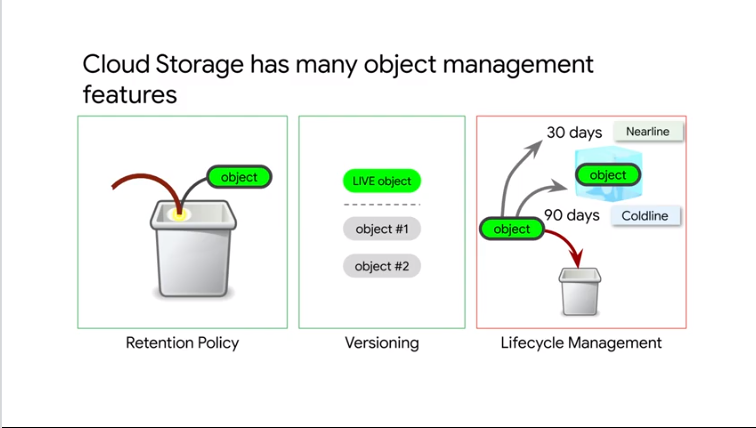 Cloud Storage has many object management
features
object
Retention Policy
LIVE object
object #1
object #2
Versioning
30 days
Nearline
object
90 days
Coldline
object
Lifecycle Management